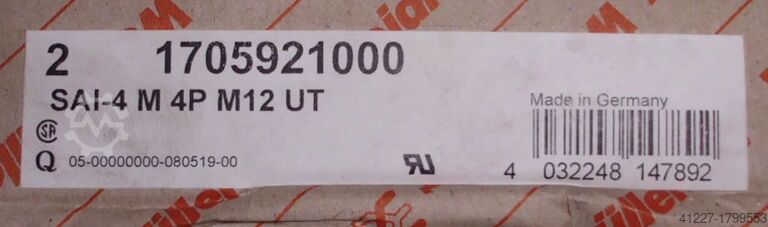 2 1705921000
SAI-4 M 4P M12 UT
Made in Germany
Q 05-00000000-080519-00
4 032248 147892
41227-1799553